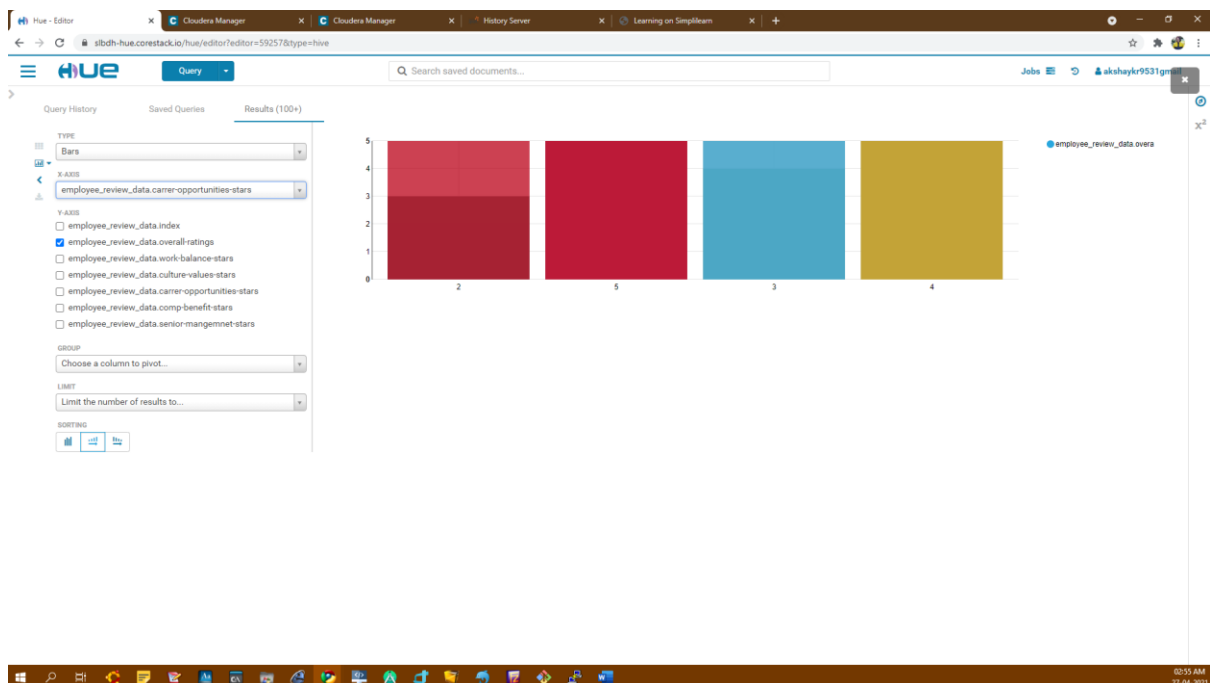 Hue - Editor
Cloudera Manager
Cloudera Manager
History Server
Learning on Simplilearn
slbdh-hue.corestack.io/hue/editor?editor=59257&type=hive
HUE
Query
Search saved documents...
Jobs
akshaykr9531gmail
Query History
Saved Queries
Results (100+)
TYPE
Bars
X-AXIS
employee_review_data.carrer-opportunities-stars
Y-AXIS
employee_review_data.index
employee_review_data.overall-ratings
employee_review_data.work-balance-stars
employee_review_data.culture-values-stars
employee_review_data.carrer-opportunities-stars
employee_review_data.comp-benefit-stars
employee_review_data.senior-mangemnet-stars
GROUP
Choose a column to pivot...
LIMIT
Limit the number of results to...
SORTING
5
4
3
2
1
0
2
5
3
4
employee_review_data.overa
x²
02:55 AM
27-04-2021